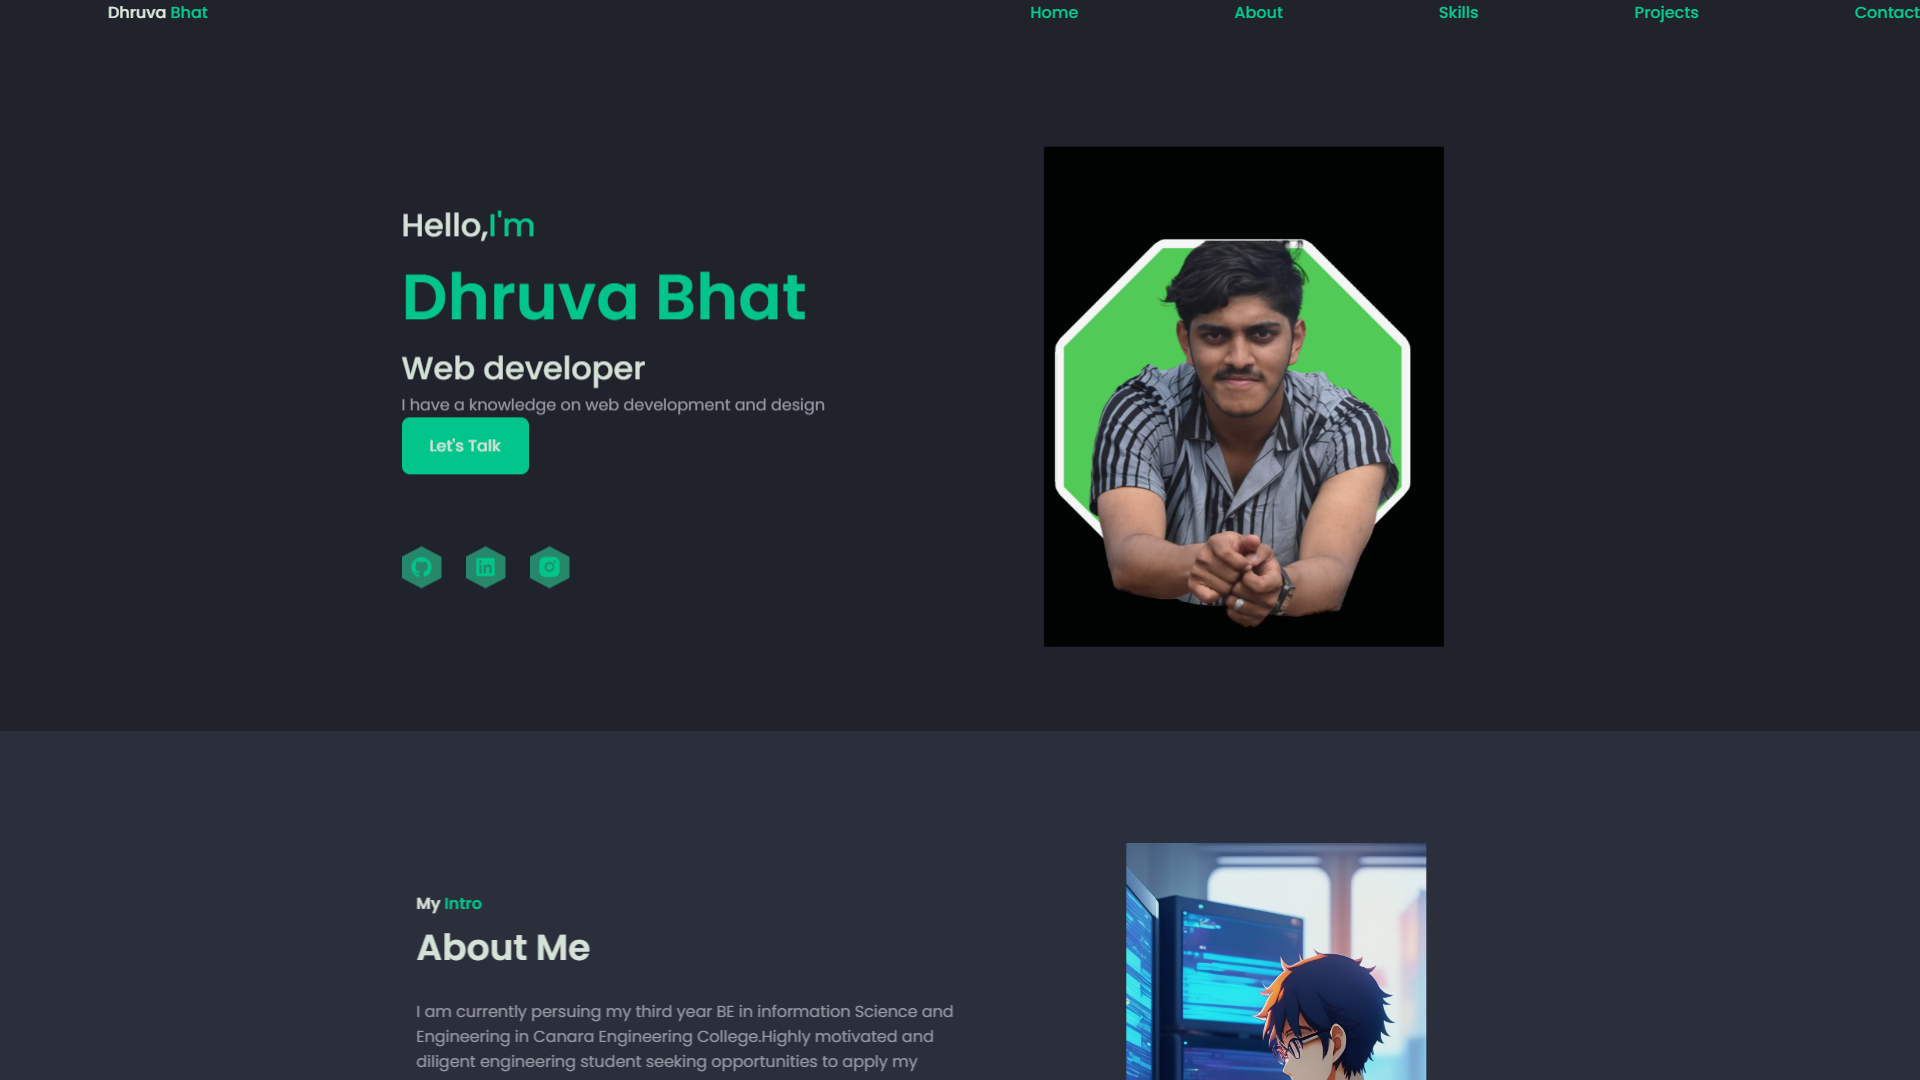 Dhruva Bhat
Home About Skills Projects Contact
Hello,I'm
Dhruva Bhat
Web developer
I have a knowledge on web development and design
Let's Talk
in
My Intro
About Me
I am currently persuing my third year BE in information Science and
Engineering in Canara Engineering College.Highly motivated and
diligent engineering student seeking opportunities to apply my